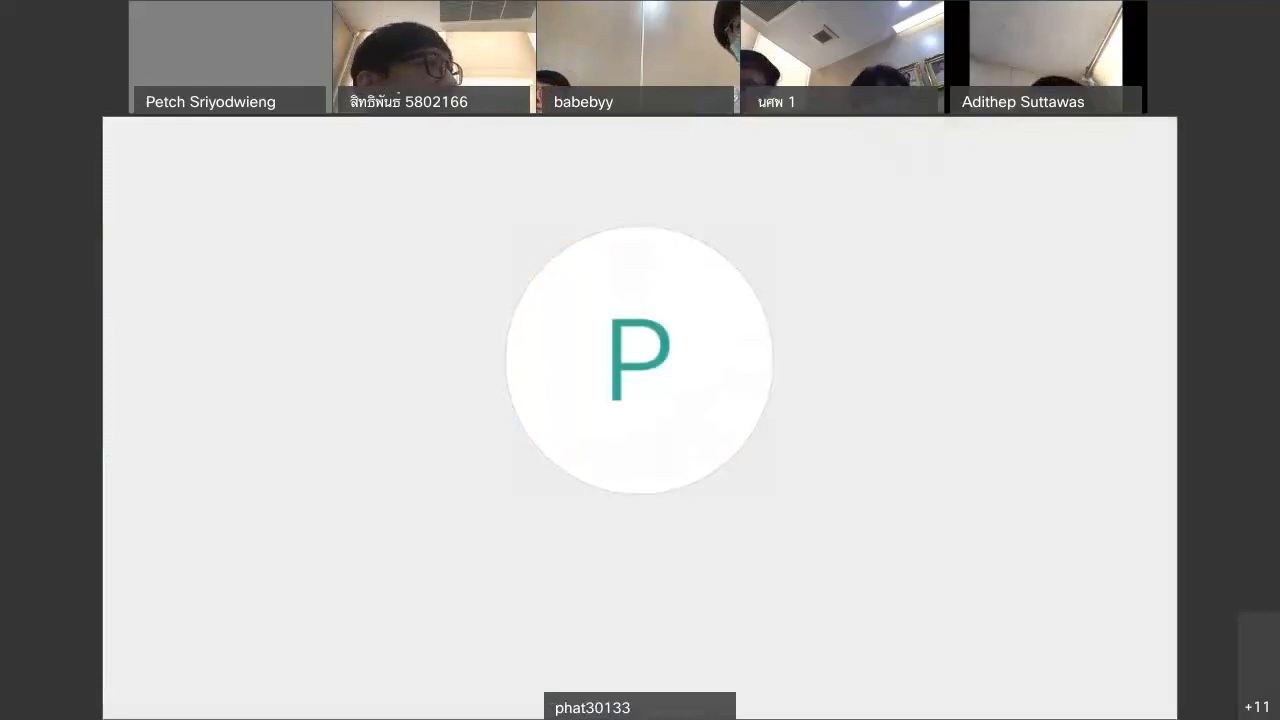 Petch Sriyodwieng
สิทธิพันธ์ 5802166
babebyy
นศพ 1
Adithep Suttawas
P
phat30133
+11